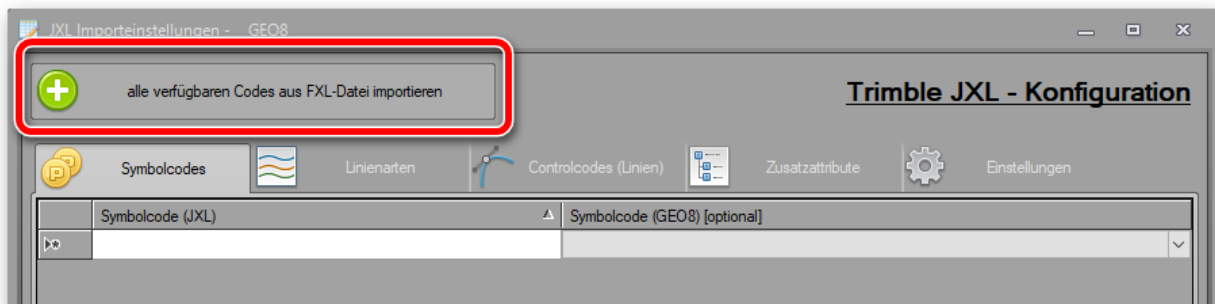 JXL Importeinstellungen - GEO8
alle verfügbaren Codes aus FXL-Datei importieren
Trimble JXL - Konfiguration
Symbolcodes
Linienarten
Controlcodes (Linien)
Zusatzattribute
Einstellungen
Symbolcode (JXL)
Symbolcode (GEO8) [optional]